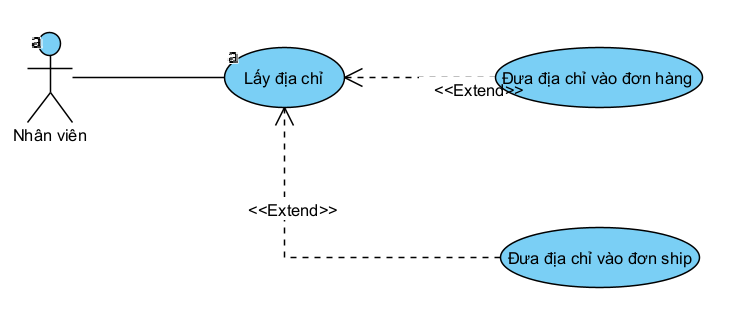 a
a
Lấy địa chỉ
Đưa địa chỉ vào đơn hàng
<<Extend>>
Nhân viên
<<Extend>>
Đưa địa chỉ vào đơn ship